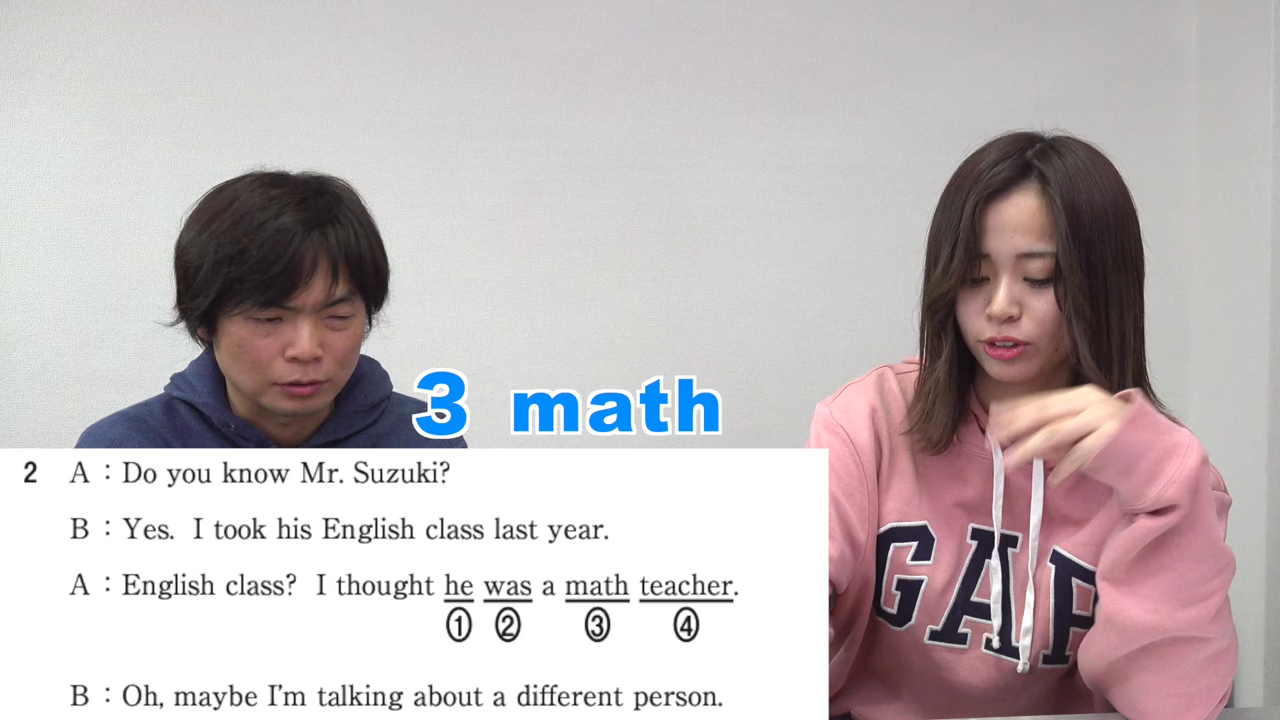 3 math
2 A : Do you know Mr. Suzuki?
B : Yes. I took his English class last year.
A : English class? I thought he was a math teacher.
① ② ③ ④
B : Oh, maybe I'm talking about a different person.
GAP